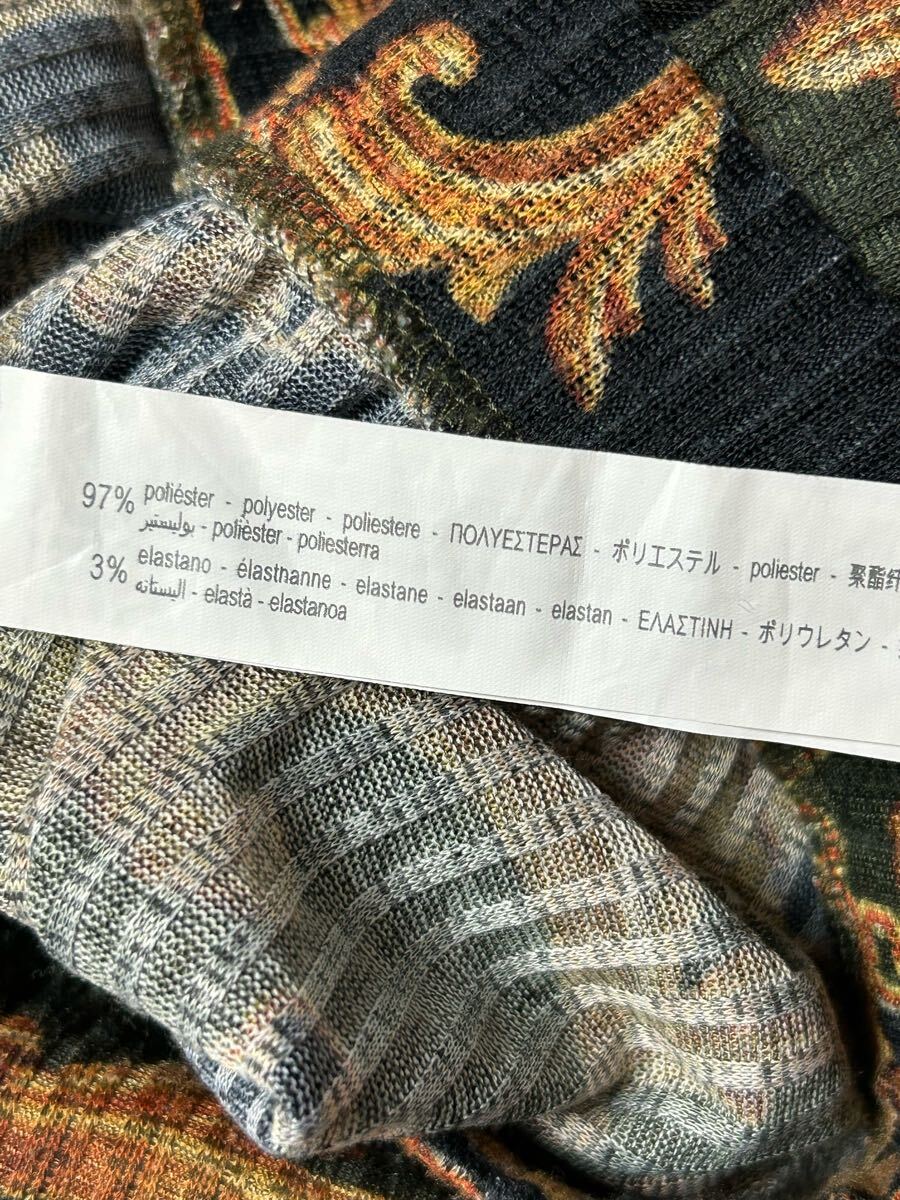 97% poliéster - polyester - poliestere - ΠΟΛΥΕΣΤΕΡΑΣ - ポリエステル - poliester - 聚酯纤
بوليستير - polièster - poliesterra
3% elastano - élasthanne - elastane - elastaan - elastan - ΕΛΑΣΤΙΝΗ - ポリウレタン -
اليستانه - elastà - elastanoa